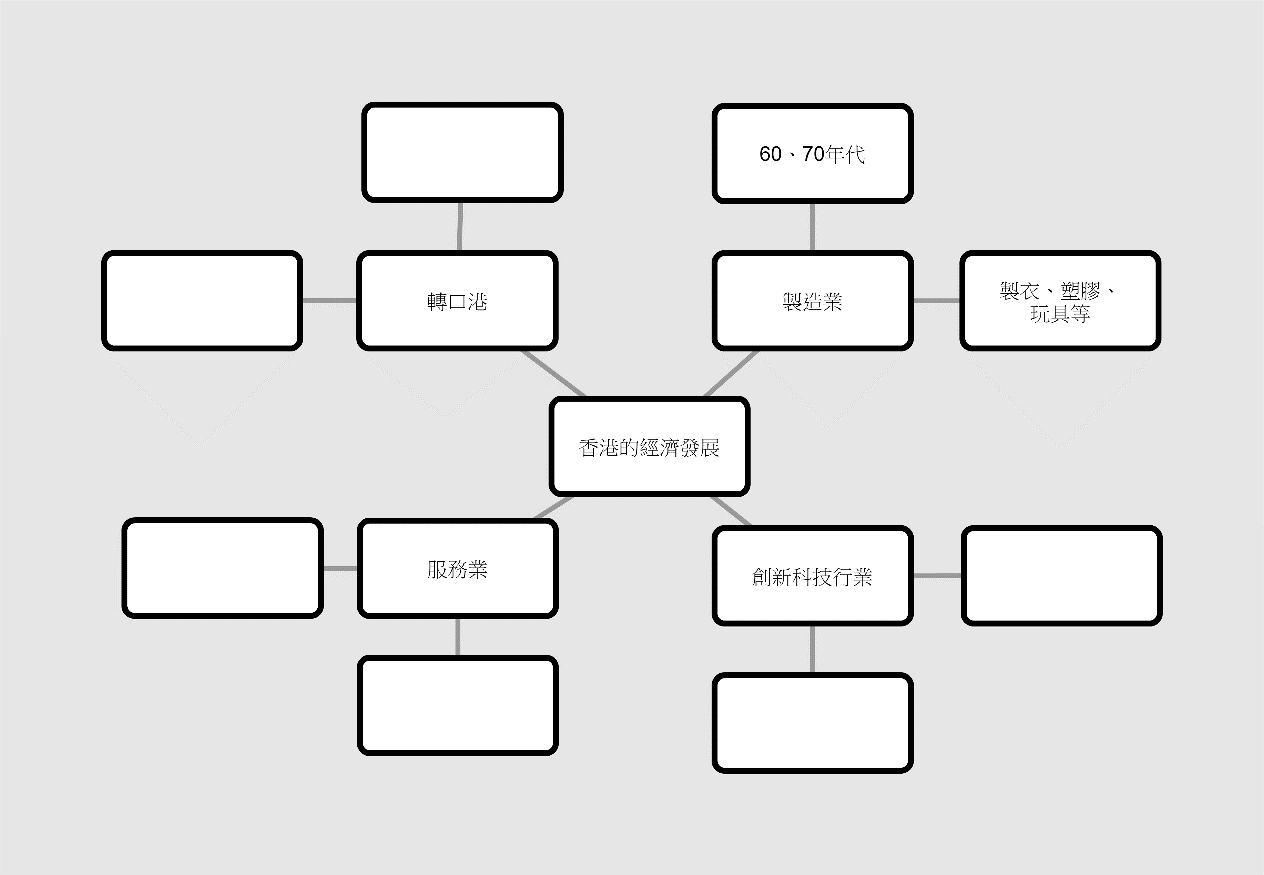 60、70年代
轉口港
製造業
製衣、塑膠、
玩具等
香港的經濟發展
服務業
創新科技行業